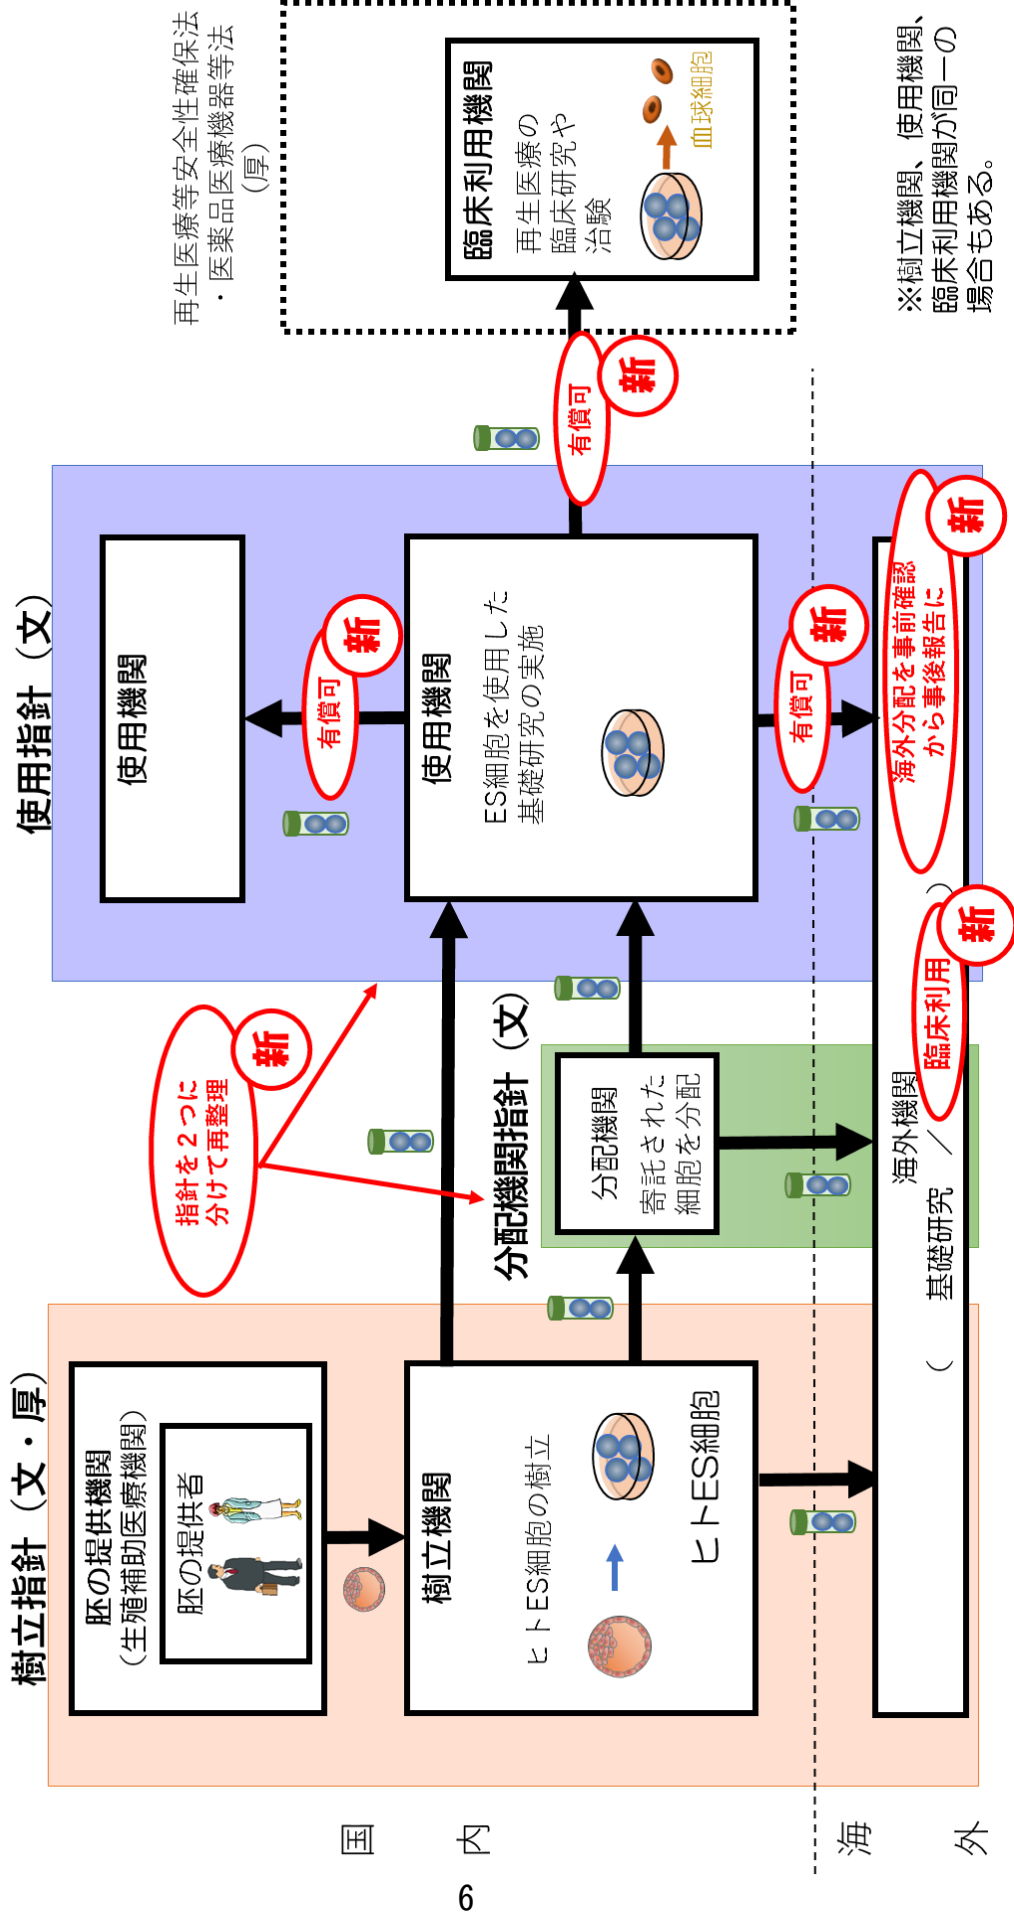 樹立指針（文・厚）
胚の提供機関
（生殖補助医療機関）
胚の提供者
樹立機関
ヒトES細胞の樹立
ヒトES細胞
指針を２つに
分けて再整理
新
分配機関指針（文）
分配機関
寄託された
細胞を分配
使用指針（文）
使用機関
有償可
新
使用機関
ES細胞を使用した
基礎研究の実施
有償可
新
有償可
新
再生医療等安全性確保法
・医薬品医療機器等法
（厚）
臨床利用機関
再生医療の
臨床研究や
治験
血球細胞
海外機関
（　基礎研究　／　臨床利用　）
新
海外分配を事前確認
から事後報告に
新
※樹立機関、使用機関、
臨床利用機関が同一の
場合もある。
国内
海外
6